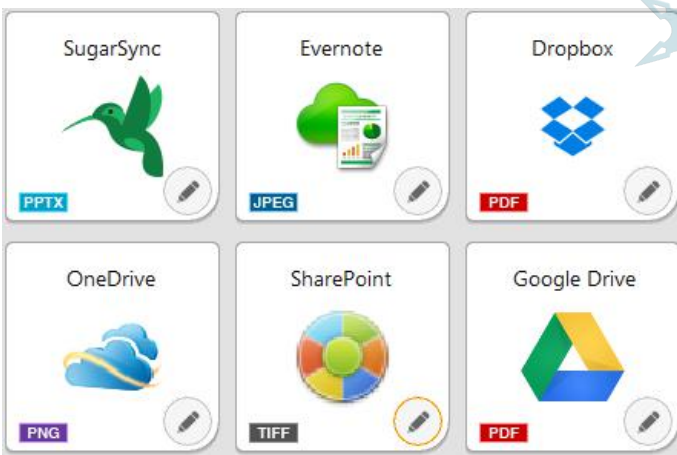 SugarSync
PPTX
Evernote
JPEG
Dropbox
PDF
OneDrive
PNG
SharePoint
TIFF
Google Drive
PDF